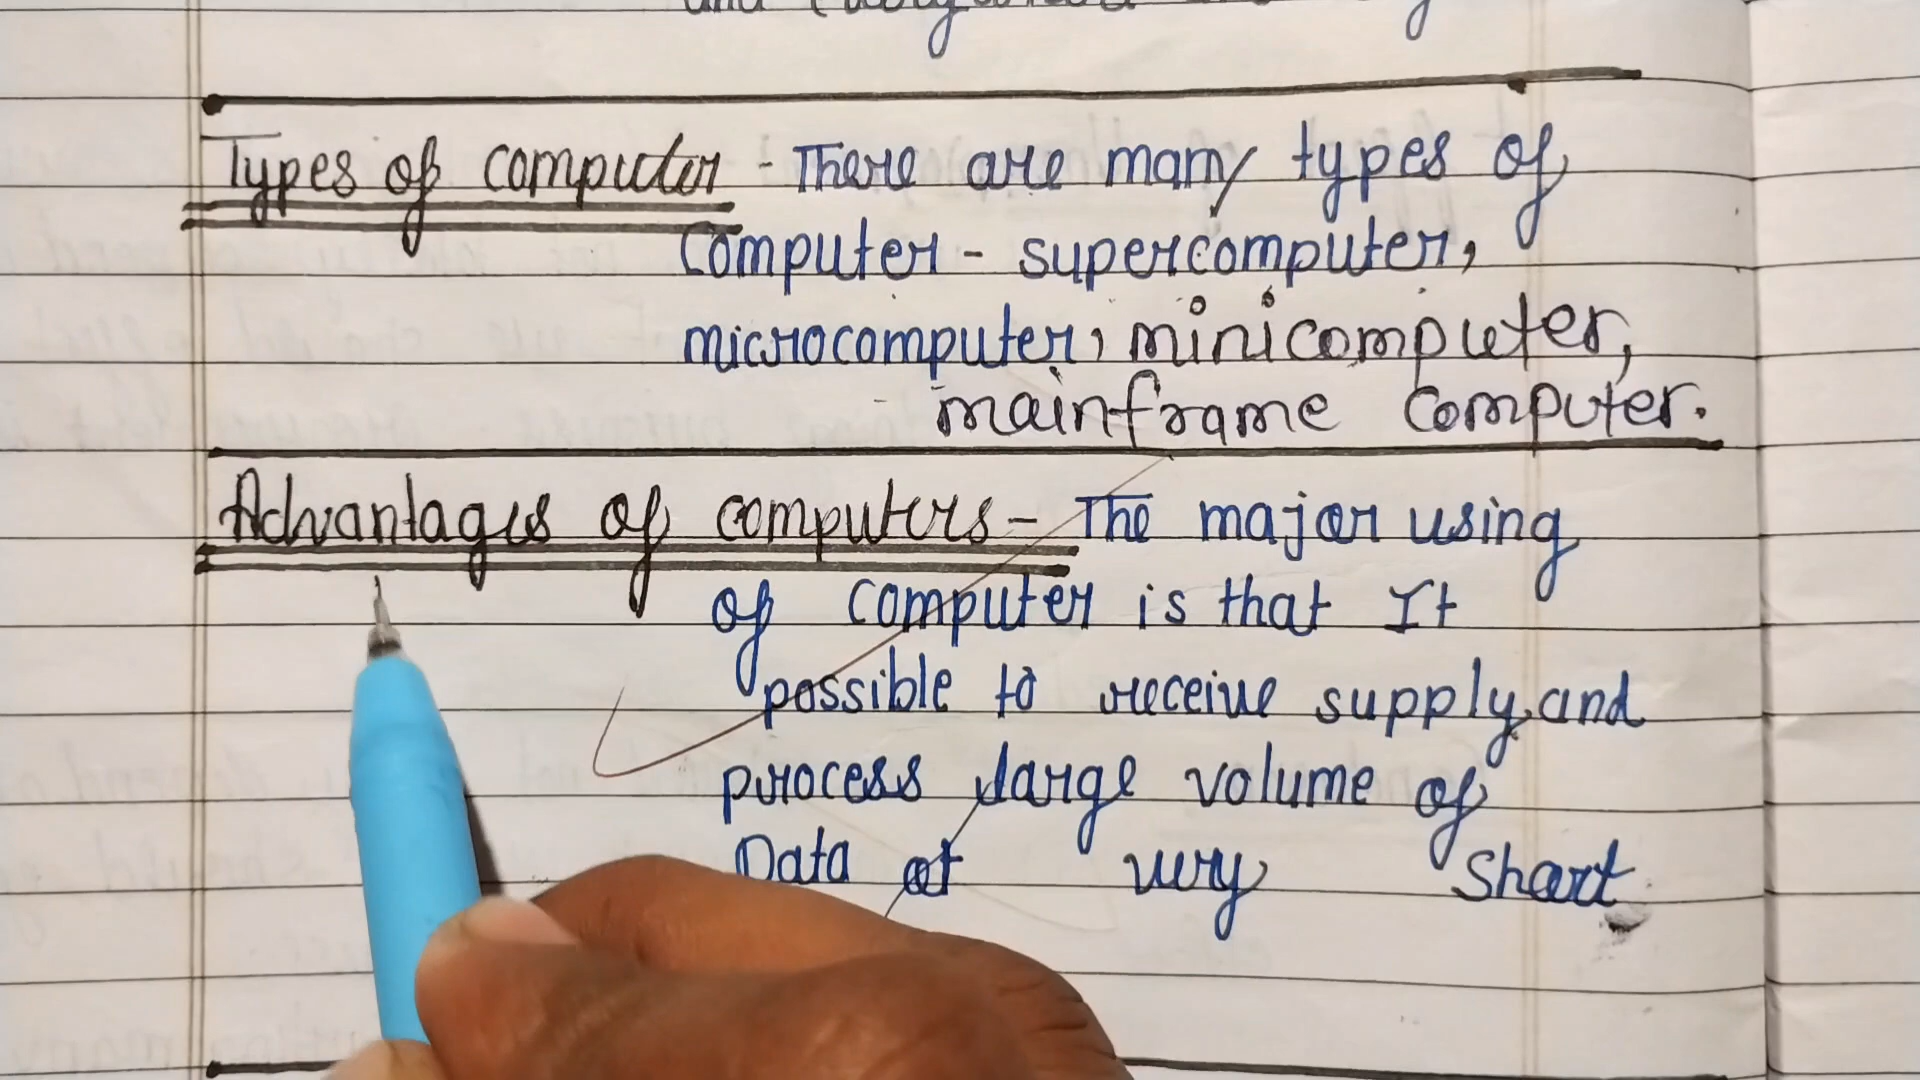 Types of computer - There are many types of
Computer - supercomputer,
microcomputer, minicomputer,
mainframe computer.
Advantages of computers - The major using
of computer is that It
possible to receive supply, and
process large volume of
Data at very Short